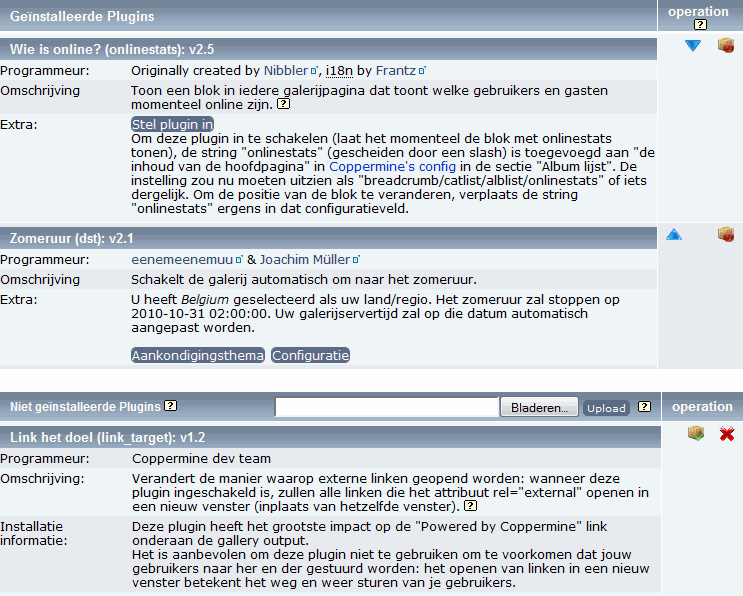 Geïnstalleerde Plugins operation
?
Wie is online? (onlinestats): v2.5
Programmeur: Originally created by Nibbler, i18n by Frantz
Omschrijving Toon een blok in iedere galerijpagina dat toont welke gebruikers en gasten
momenteel online zijn. ?
Extra: Stel plugin in
Om deze plugin in te schakelen (laat het momenteel de blok met onlinestats
tonen), de string "onlinestats" (gescheiden door een slash) is toegevoegd aan "de
inhoud van de hoofdpagina" in Coppermine's config in de sectie "Album lijst". De
instelling zou nu moeten uitzien als "breadcrumb/catlist/alblist/onlinestats" of iets
dergelijk. Om de positie van de blok te veranderen, verplaats de string
"onlinestats" ergens in dat configuratieveld.
Zomeruur (dst): v2.1
Programmeur: eenemeenemuu & Joachim Müller
Omschrijving Schakelt de galerij automatisch om naar het zomeruur.
Extra: U heeft Belgium geselecteerd als uw land/regio. Het zomeruur zal stoppen op
2010-10-31 02:00:00. Uw galerijservertijd zal op die datum automatisch
aangepast worden.
Aankondigingsthema Configuratie
Niet geïnstalleerde Plugins ? Bladeren... Upload ? operation
Link het doel (link_target): v1.2
Programmeur: Coppermine dev team
Omschrijving: Verandert de manier waarop externe linken geopend worden: wanneer deze
plugin ingeschakeld is, zullen alle linken die het attribuut rel="external" openen in
een nieuw venster (inplaats van hetzelfde venster). ?
Installatie Deze plugin heeft het grootste impact op de "Powered by Coppermine" link
informatie: onderaan de gallery output.
Het is aanbevolen om deze plugin niet te gebruiken om te voorkomen dat jouw
gebruikers naar her en der gestuurd worden: het openen van linken in een nieuw
venster betekent het weg en weer sturen van je gebruikers.